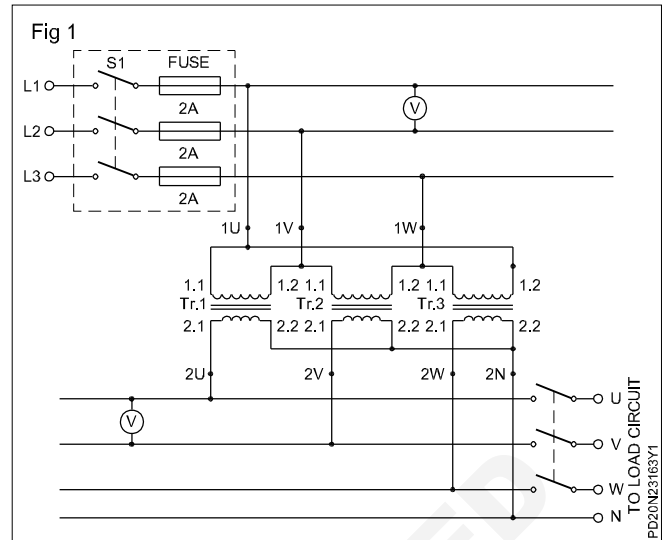 Fig 1
S1 FUSE
L1
2A
V
L2
2A
L3
2A
1U 1V 1W
1.1 1.2 1.1 1.2 1.1 1.2
Tr.1 Tr.2 Tr.3
2.1 2.2 2.1 2.2 2.1 2.2
2U 2V 2W 2N
U
V
V
W
N
TO LOAD CIRCUIT
PD20N23163Y1